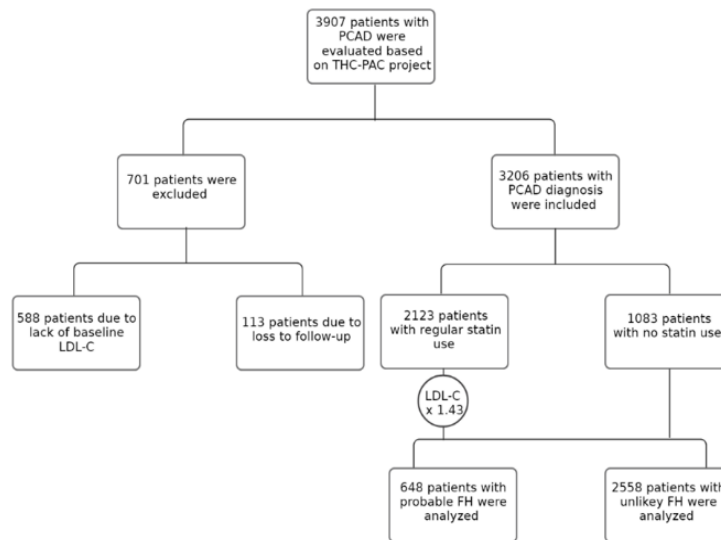 3907 patients with
PCAD were
evaluated based
on THC-PAC project
701 patients were
excluded
3206 patients with
PCAD diagnosis
were included
588 patients due to
lack of baseline
LDL-C
113 patients due to
loss to follow-up
2123 patients
with regular statin
use
1083 patients
with no statin use
LDL-C
x 1.43
648 patients with
probable FH were
analyzed
2558 patients with
unlikey FH were
analyzed